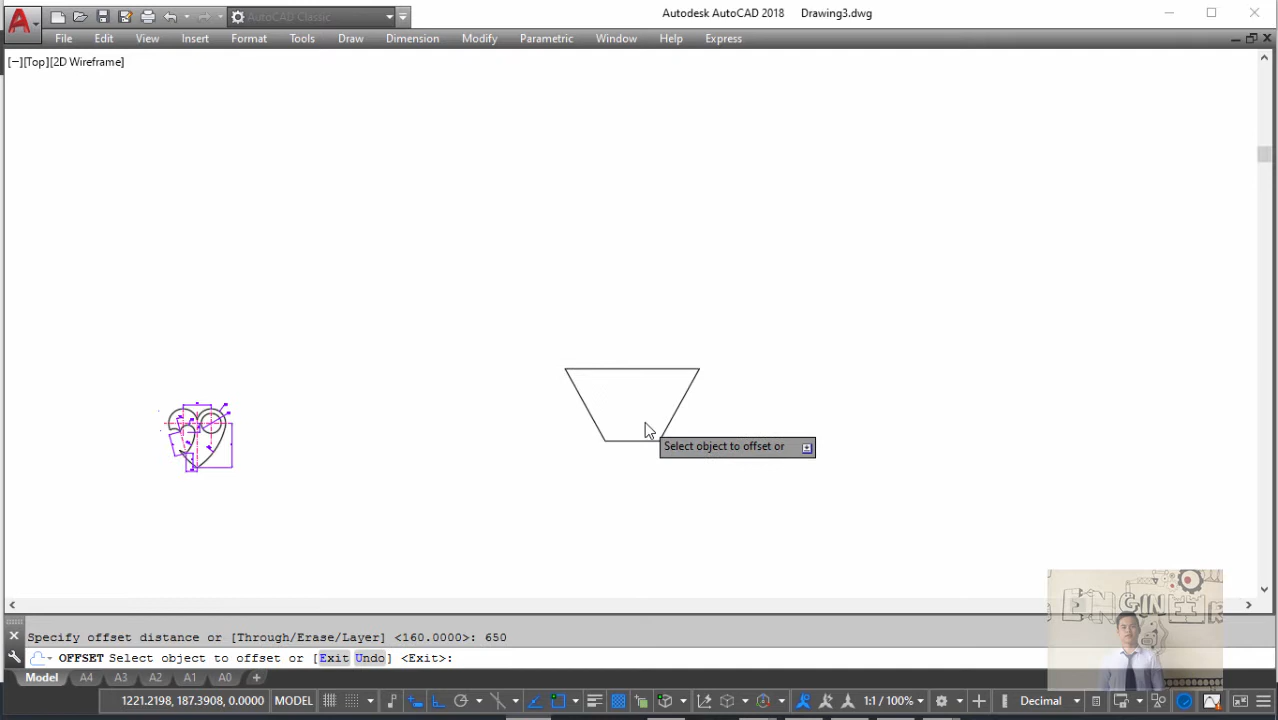 AutoCAD Classic
Autodesk AutoCAD 2018 Drawing3.dwg
File Edit View Insert Format Tools Draw Dimension Modify Parametric Window Help Express
[−][Top][2D Wireframe]
Select object to offset or
Specify offset distance or [Through/Erase/Layer] <160.0000>: 650
OFFSET Select object to offset or [Exit Undo] <Exit>:
Model A4 A3 A2 A1 A0 +
1221.2198, 187.3908, 0.0000 MODEL 1:1 / 100% Decimal